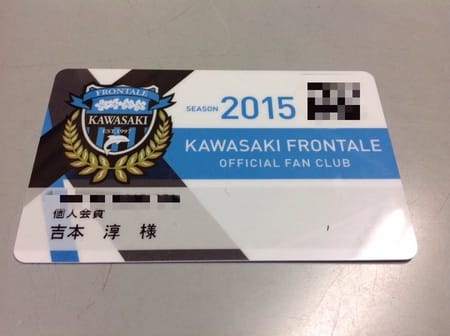 FRONTALE
KAWASAKI
EST. 1997
SEASON 2015
KAWASAKI FRONTALE
OFFICIAL FAN CLUB
個人会員
吉本 淳 様